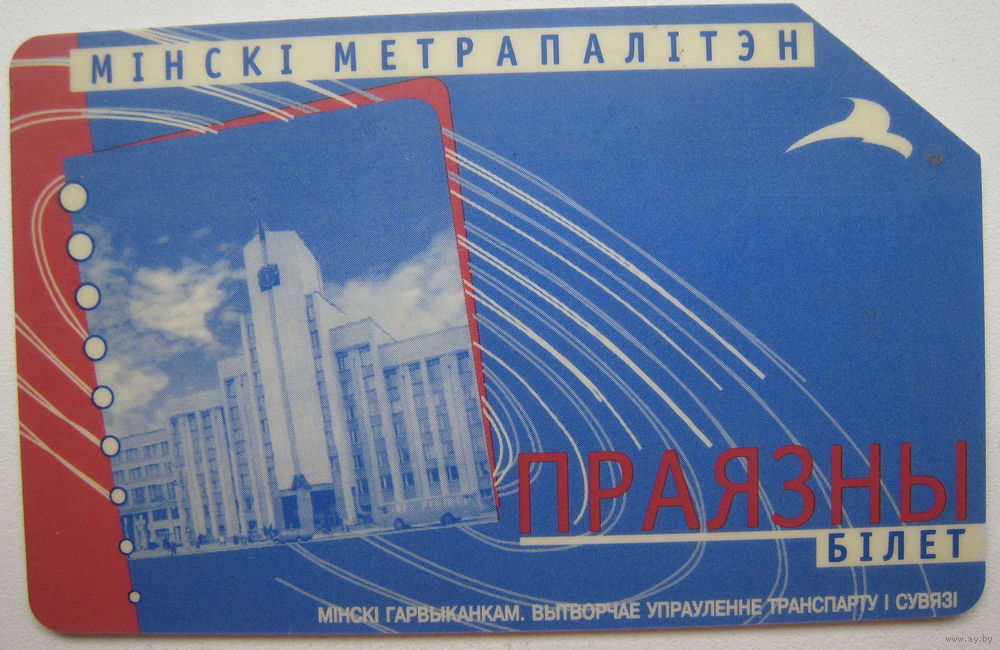 МІНСКІ МЕТРАПАЛІТЭН
ПРАЯЗНЫ
БІЛЕТ
МІНСКІ ГАРВЫКАНКАМ. ВЫТВОРЧАЕ УПРАУЛЕННЕ ТРАНСПАРТУ І СУВЯЗІ
www.ay.by